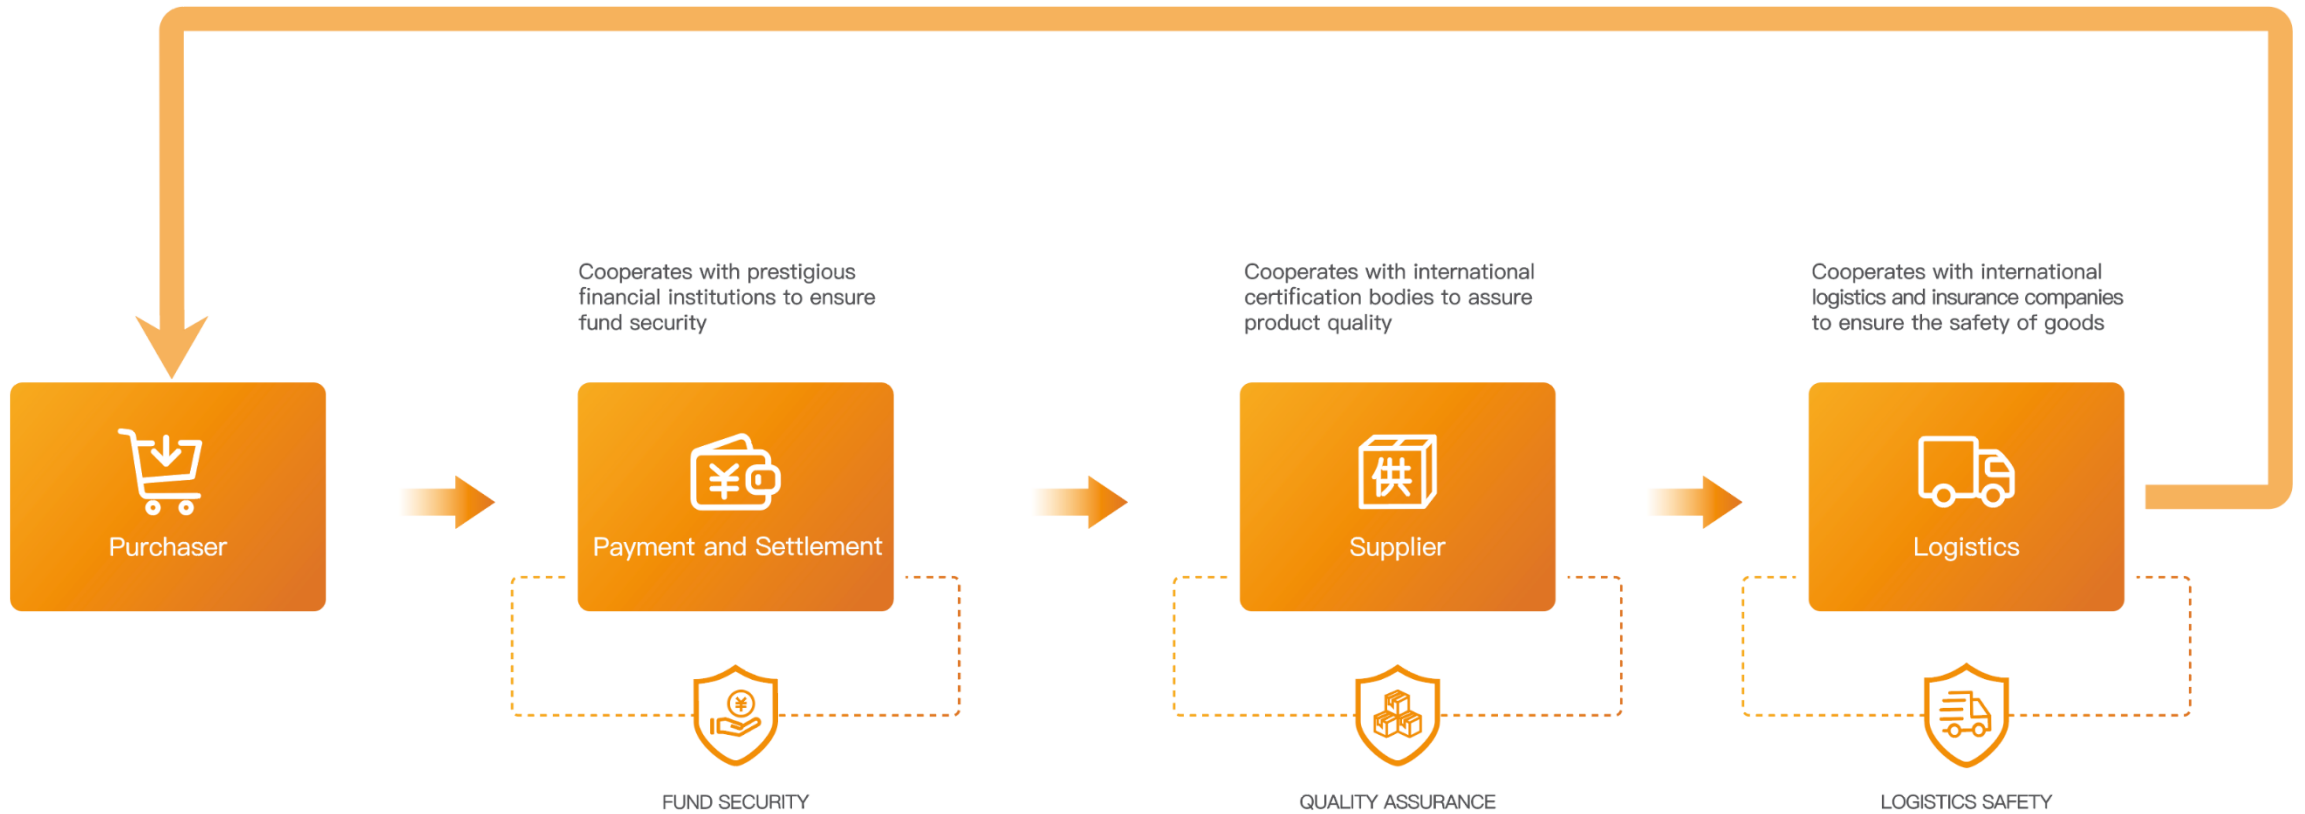 Cooperates with prestigious
financial institutions to ensure
fund security
Cooperates with international
certification bodies to assure
product quality
Cooperates with international
logistics and insurance companies
to ensure the safety of goods
Purchaser
¥
Payment and Settlement
供
Supplier
Logistics
¥
FUND SECURITY
QUALITY ASSURANCE
LOGISTICS SAFETY